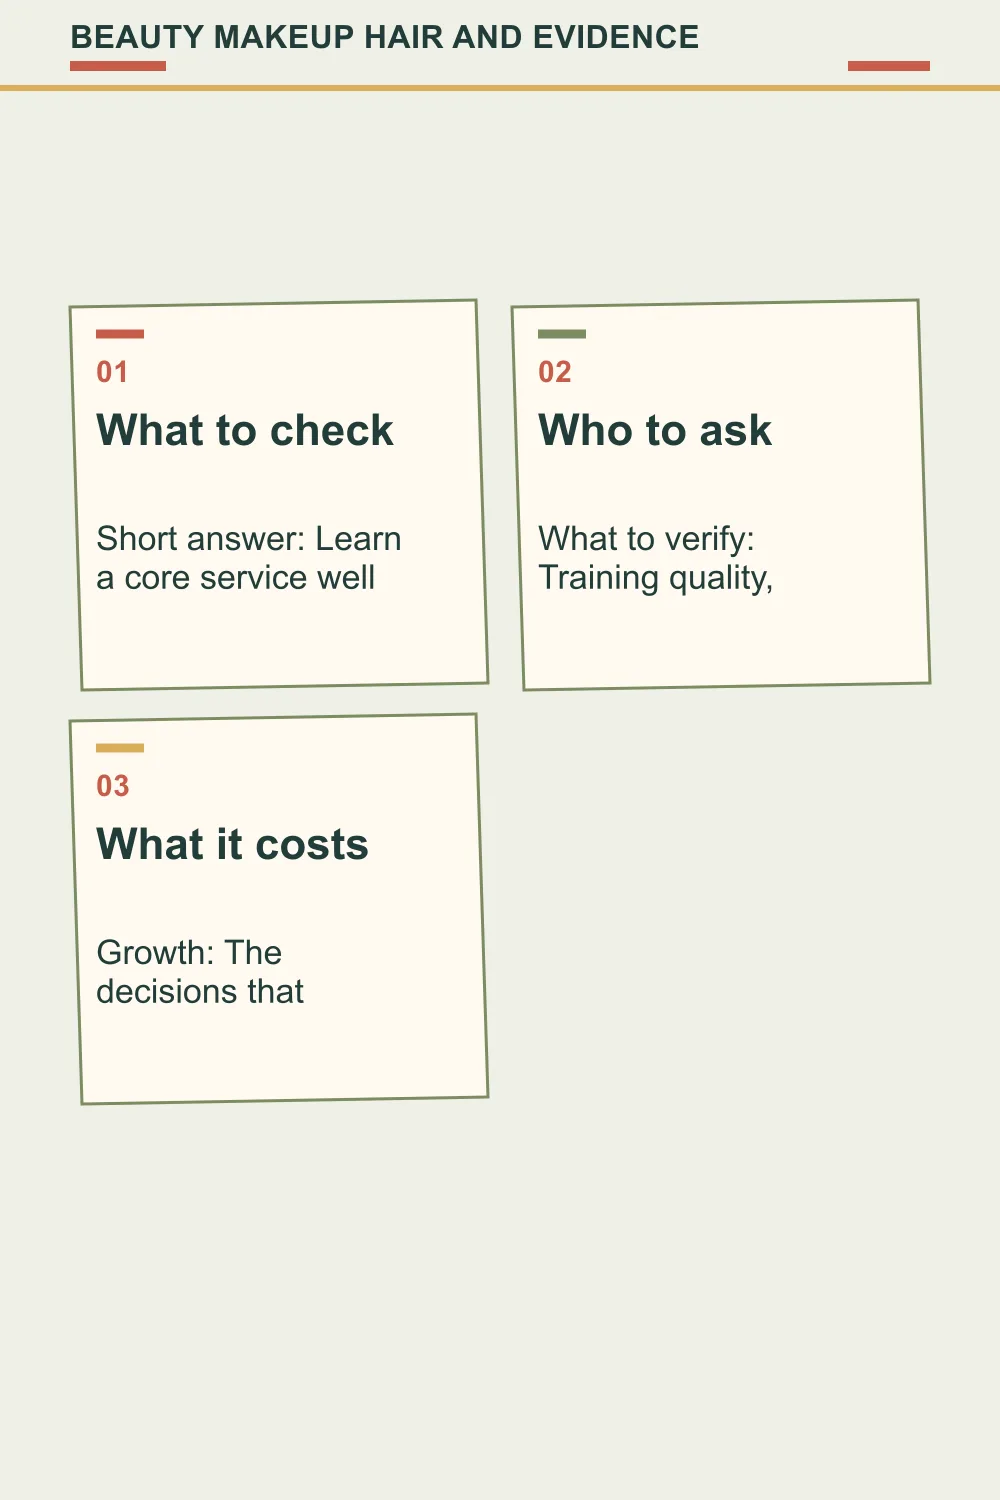 BEAUTY MAKEUP HAIR AND EVIDENCE
01
What to check
Short answer: Learn
a core service well
02
Who to ask
What to verify:
Training quality,
03
What it costs
Growth: The
decisions that